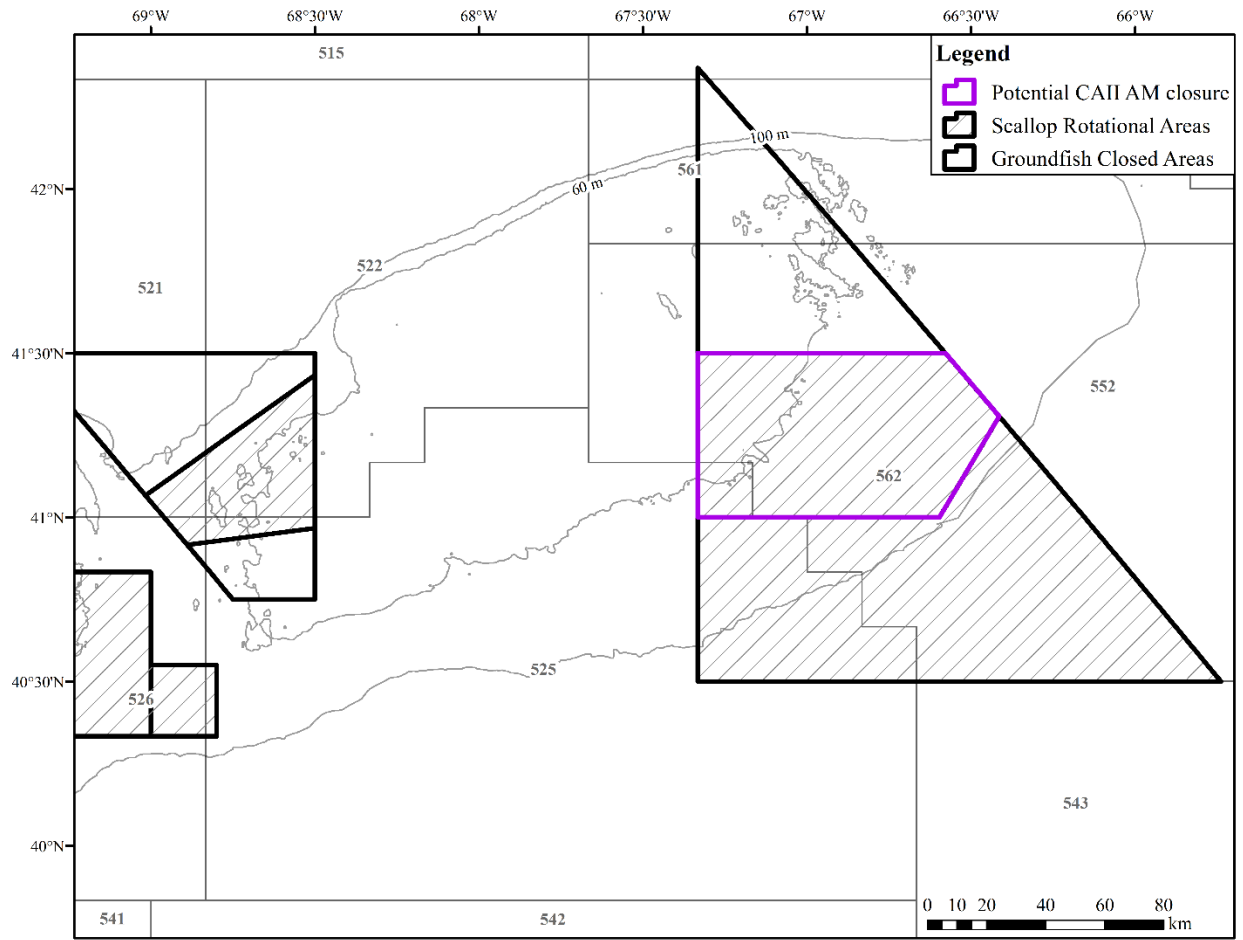 69°W 68°30'W 68°W 67°30'W 67°W 66°30'W 66°W
515
Legend
Potential CAII AM closure
Scallop Rotational Areas
Groundfish Closed Areas
100 m
561
60 m
42°N
522
521
41°30'N
552
562
41°N
40°30'N
526
525
543
40°N
0 10 20 40 60 80
km
541
542